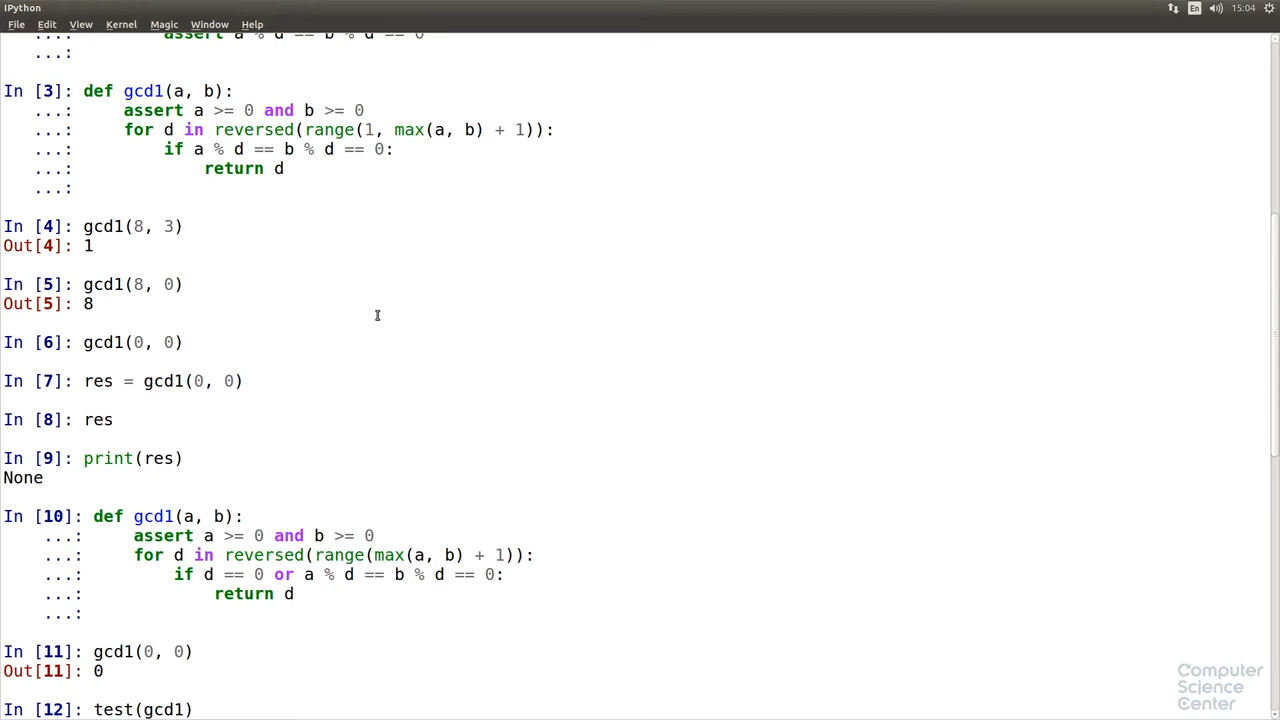 IPython
En 15:04
File Edit View Kernel Magic Window Help
...: assert a % d == b % d == 0
...:
In [3]: def gcd1(a, b):
...: assert a >= 0 and b >= 0
...: for d in reversed(range(1, max(a, b) + 1)):
...: if a % d == b % d == 0:
...: return d
...:
In [4]: gcd1(8, 3)
Out[4]: 1
In [5]: gcd1(8, 0)
Out[5]: 8
In [6]: gcd1(0, 0)
In [7]: res = gcd1(0, 0)
In [8]: res
In [9]: print(res)
None
In [10]: def gcd1(a, b):
...: assert a >= 0 and b >= 0
...: for d in reversed(range(max(a, b) + 1)):
...: if d == 0 or a % d == b % d == 0:
...: return d
...:
In [11]: gcd1(0, 0)
Out[11]: 0
In [12]: test(gcd1)
Computer
Science
Center